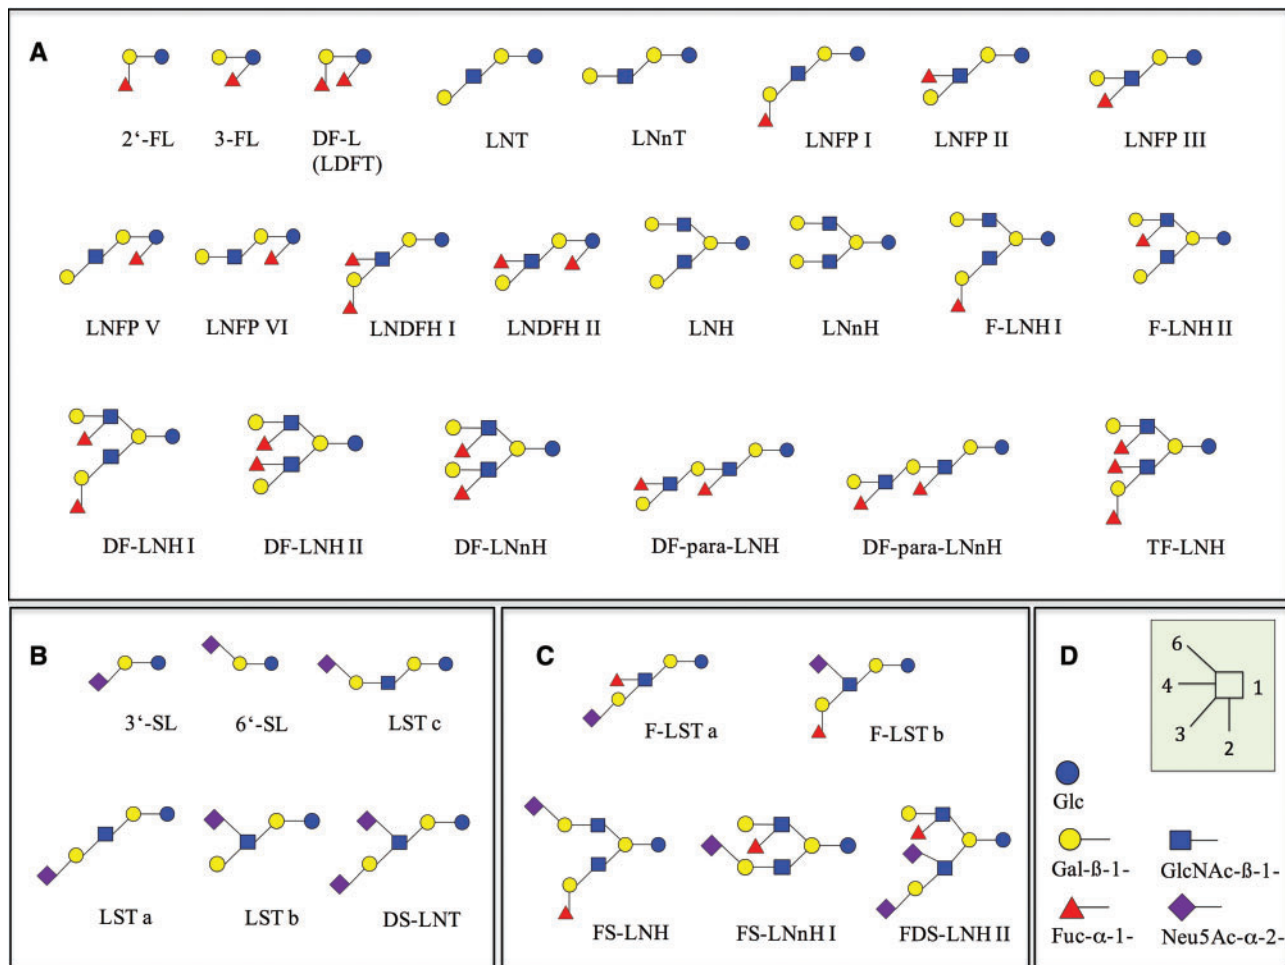 A
2‘-FL
3-FL
DF-L
(LDFT)
LNT
LNnT
LNFP I
LNFP II
LNFP III
LNFP V
LNFP VI
LNDFH I
LNDFH II
LNH
LNnH
F-LNH I
F-LNH II
DF-LNH I
DF-LNH II
DF-LNnH
DF-para-LNH
DF-para-LNnH
TF-LNH
B
3‘-SL
6‘-SL
LST c
LST a
LST b
DS-LNT
C
F-LST a
F-LST b
FS-LNH
FS-LNnH I
FDS-LNH II
D
6
4
1
3
2
Glc
Gal-ß-1-
GlcNAc-ß-1-
Fuc-α-1-
Neu5Ac-α-2-